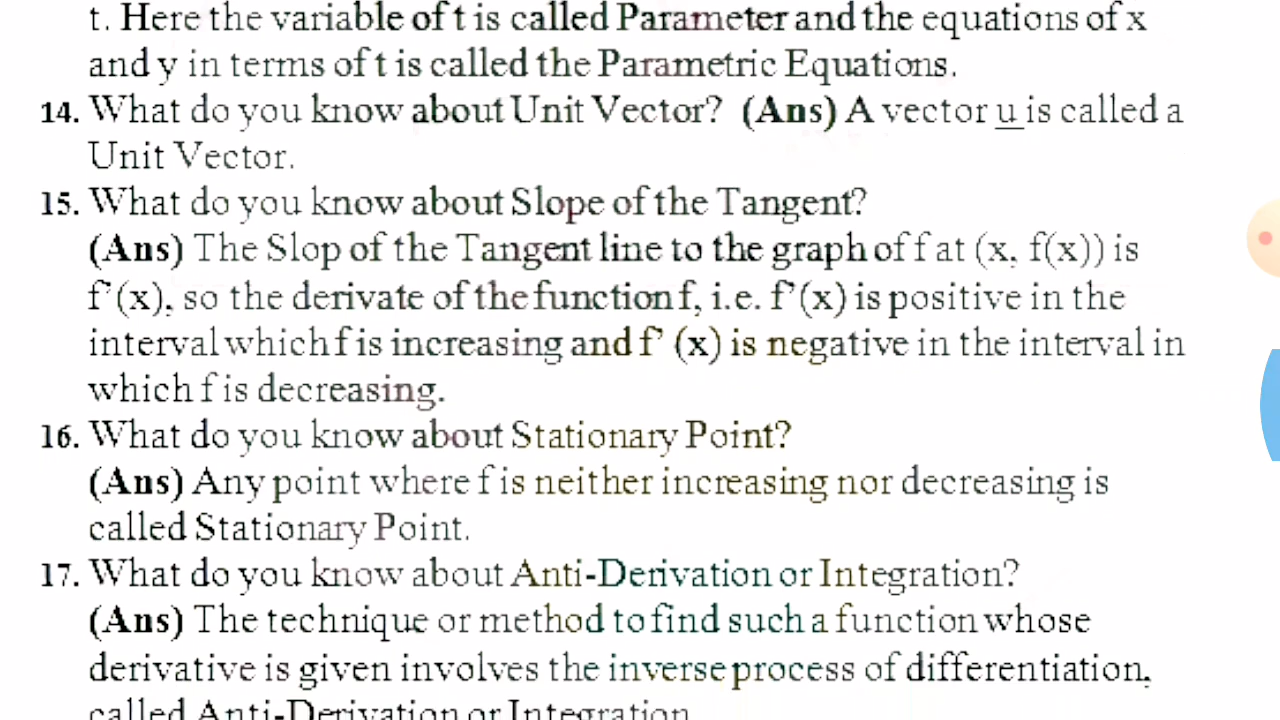 t. Here the variable of t is called Parameter and the equations of x
and y in terms of t is called the Parametric Equations.
14. What do you know about Unit Vector? (Ans) A vector u is called a
Unit Vector.
15. What do you know about Slope of the Tangent?
(Ans) The Slop of the Tangent line to the graph of f at (x, f(x)) is
f'(x), so the derivate of the function f, i.e. f'(x) is positive in the
interval which f is increasing and f' (x) is negative in the interval in
which f is decreasing.
16. What do you know about Stationary Point?
(Ans) Any point where f is neither increasing nor decreasing is
called Stationary Point.
17. What do you know about Anti-Derivation or Integration?
(Ans) The technique or method to find such a function whose
derivative is given involves the inverse process of differentiation,
called Anti-Derivation or Integration